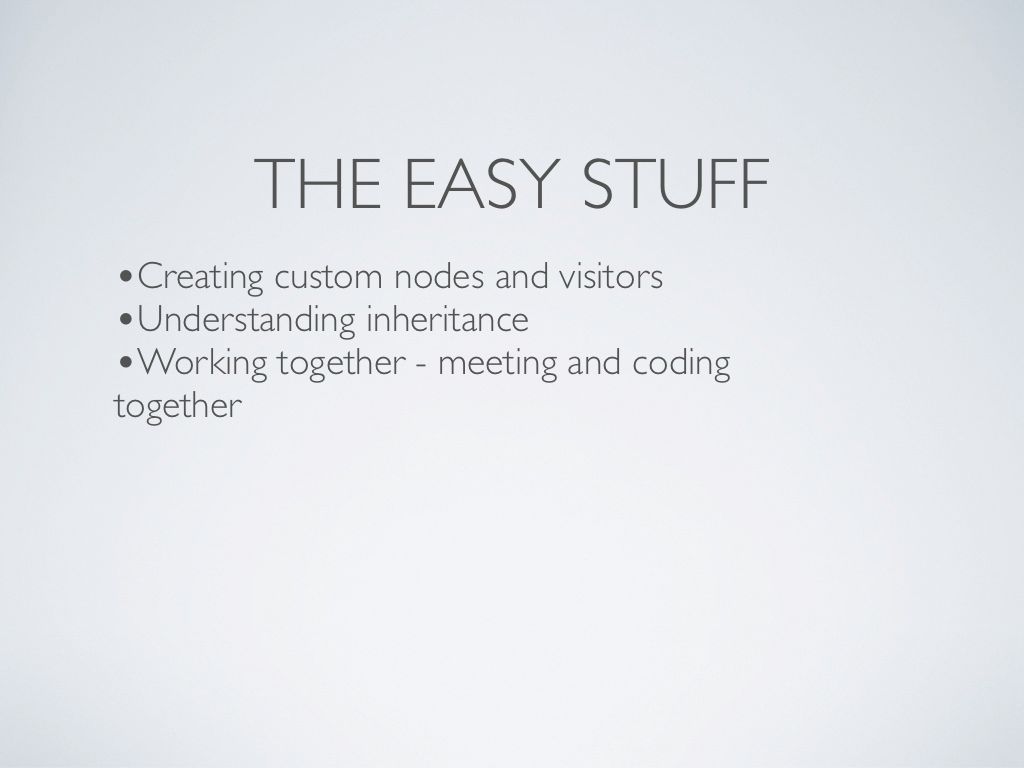 THE EASY STUFF
•Creating custom nodes and visitors
•Understanding inheritance
•Working together - meeting and coding
together